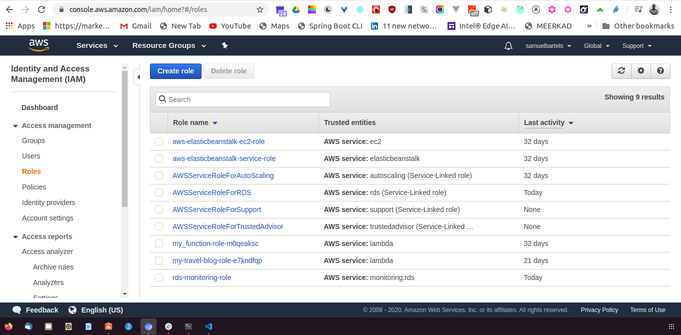 console.aws.amazon.com/iam/home?#/roles
Apps
https://marke...
Gmail
New Tab
YouTube
Maps
Spring Boot CLI
11 new netwo...
Intel® Edge AI...
MEERKAD
»
Other bookmarks
aws
Services
Resource Groups
samuelbartels
Global
Support
Identity and Access
Management (IAM)
Dashboard
Access management
Groups
Users
Roles
Policies
Identity providers
Account settings
Access reports
Access analyzer
Archive rules
Analyzers
Settings
Create role
Delete role
Search
Showing 9 results
Role name
Trusted entities
Last activity
aws-elasticbeanstalk-ec2-role
AWS service: ec2
32 days
aws-elasticbeanstalk-service-role
AWS service: elasticbeanstalk
32 days
AWSServiceRoleForAutoScaling
AWS service: autoscaling (Service-Linked role)
32 days
AWSServiceRoleForRDS
AWS service: rds (Service-Linked role)
Today
AWSServiceRoleForSupport
AWS service: support (Service-Linked role)
None
AWSServiceRoleForTrustedAdvisor
AWS service: trustedadvisor (Service-Linked ...
None
my_function-role-m0qeaksc
AWS service: lambda
32 days
my-travel-blog-role-e7kndfqp
AWS service: lambda
21 days
rds-monitoring-role
AWS service: monitoring.rds
Today
Feedback
English (US)
© 2008 - 2020, Amazon Web Services, Inc. or its affiliates. All rights reserved.
Privacy Policy
Terms of Use